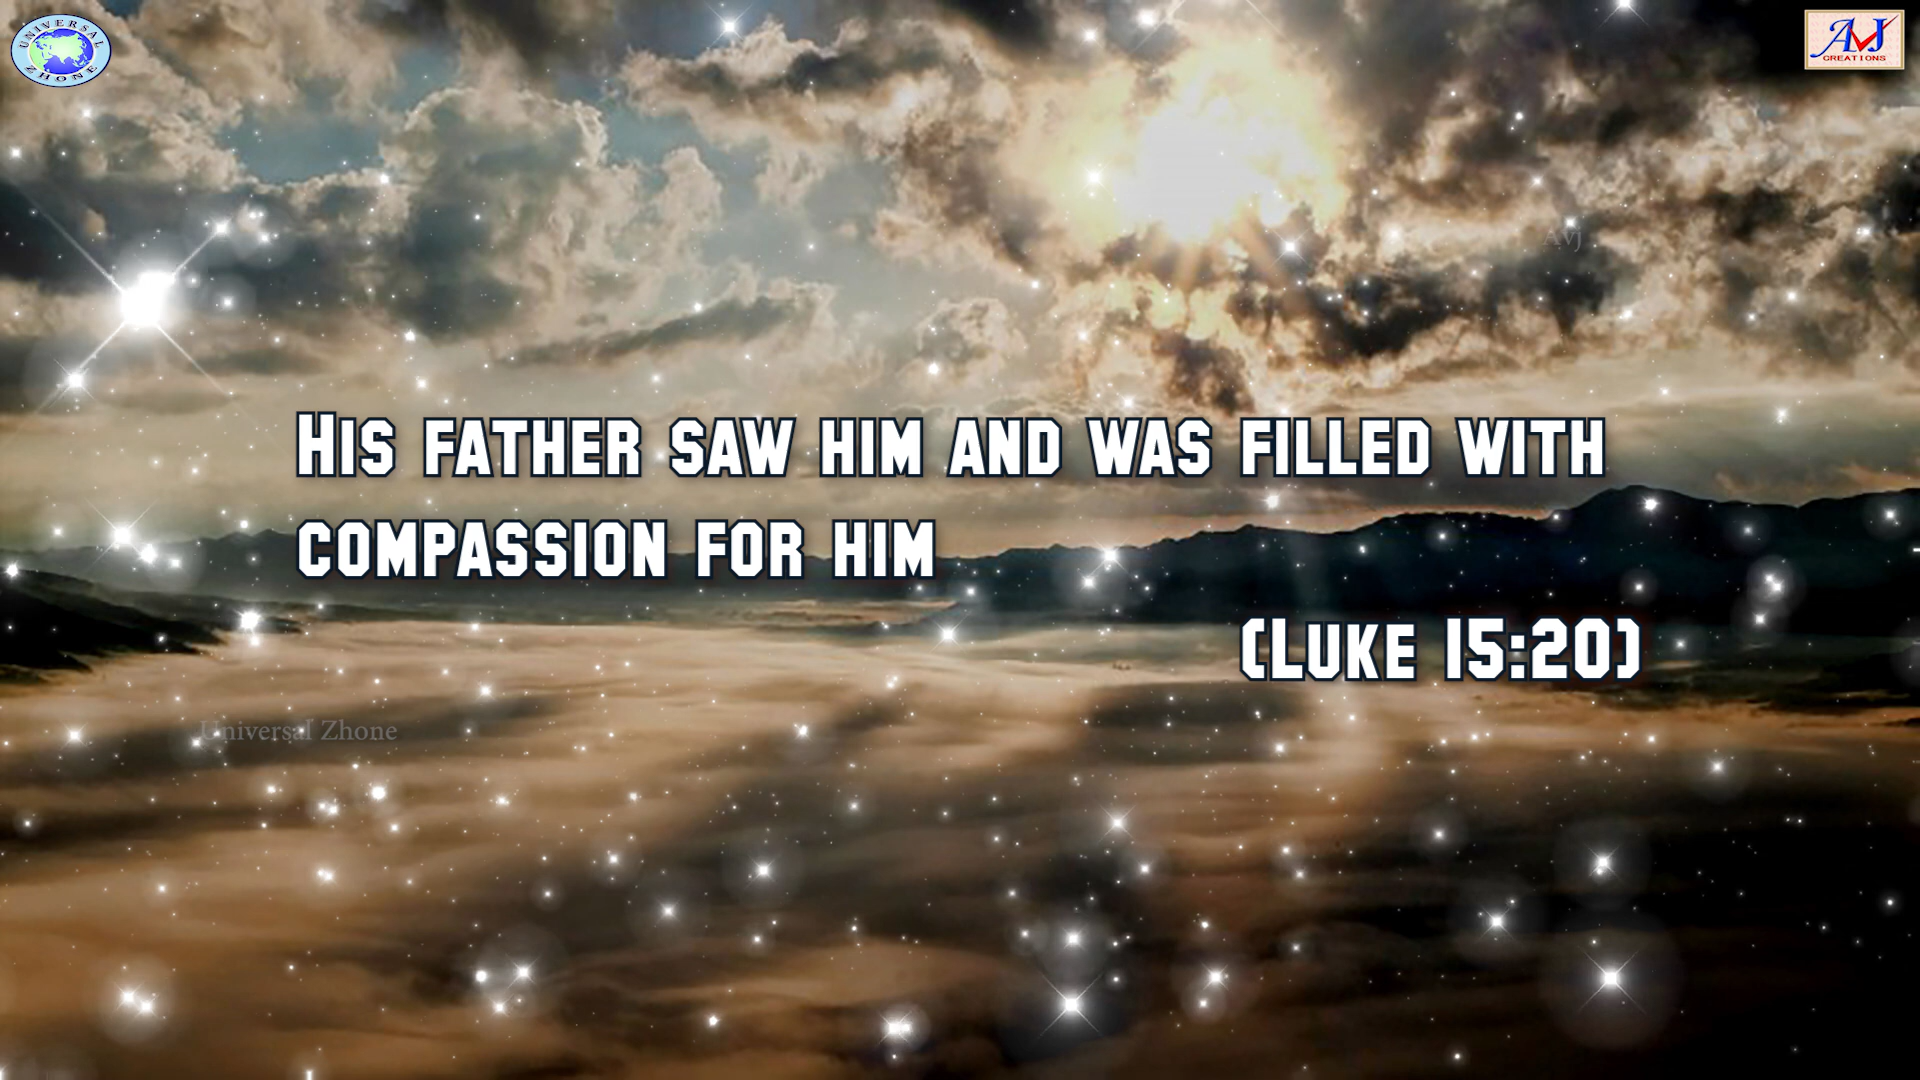 UNIVERSAL
ZHONE
AVJ
CREATIONS
AVJ
His father saw him and was filled with
compassion for him
(Luke 15:20)
Universal Zhone